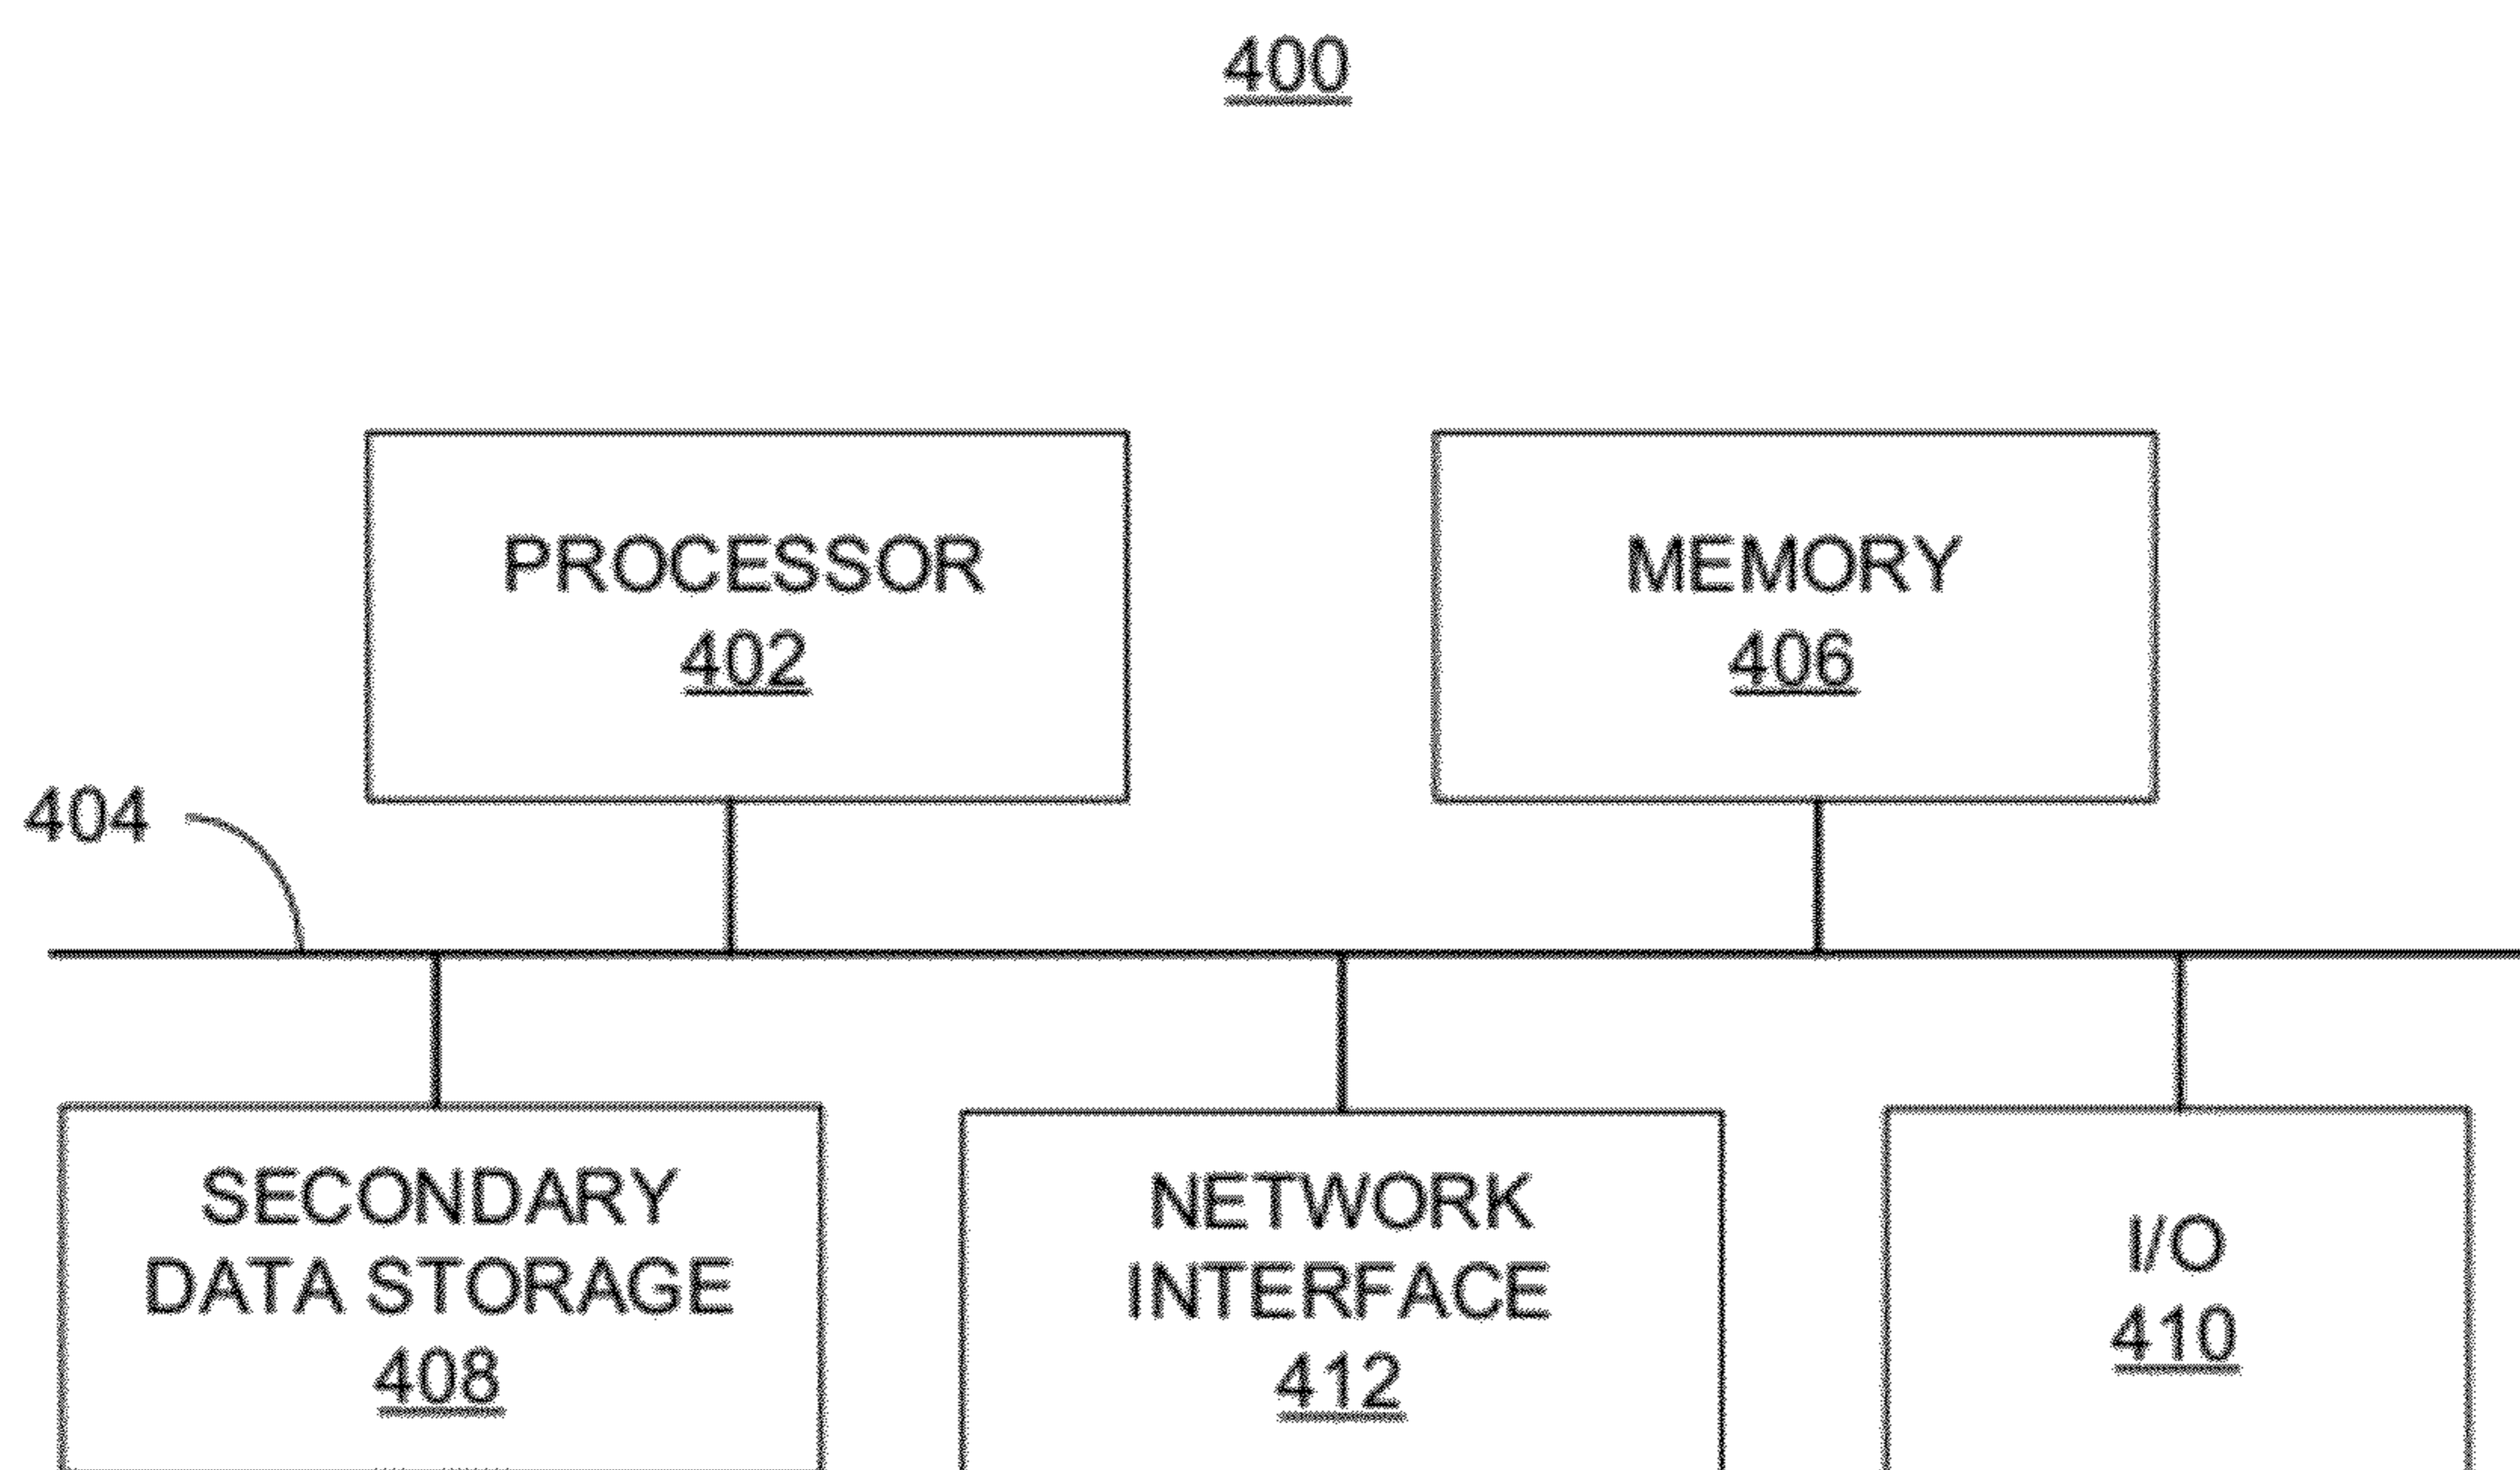 400
PROCESSOR
402
MEMORY
406
404
SECONDARY
DATA STORAGE
408
NETWORK
INTERFACE
412
I/O
410